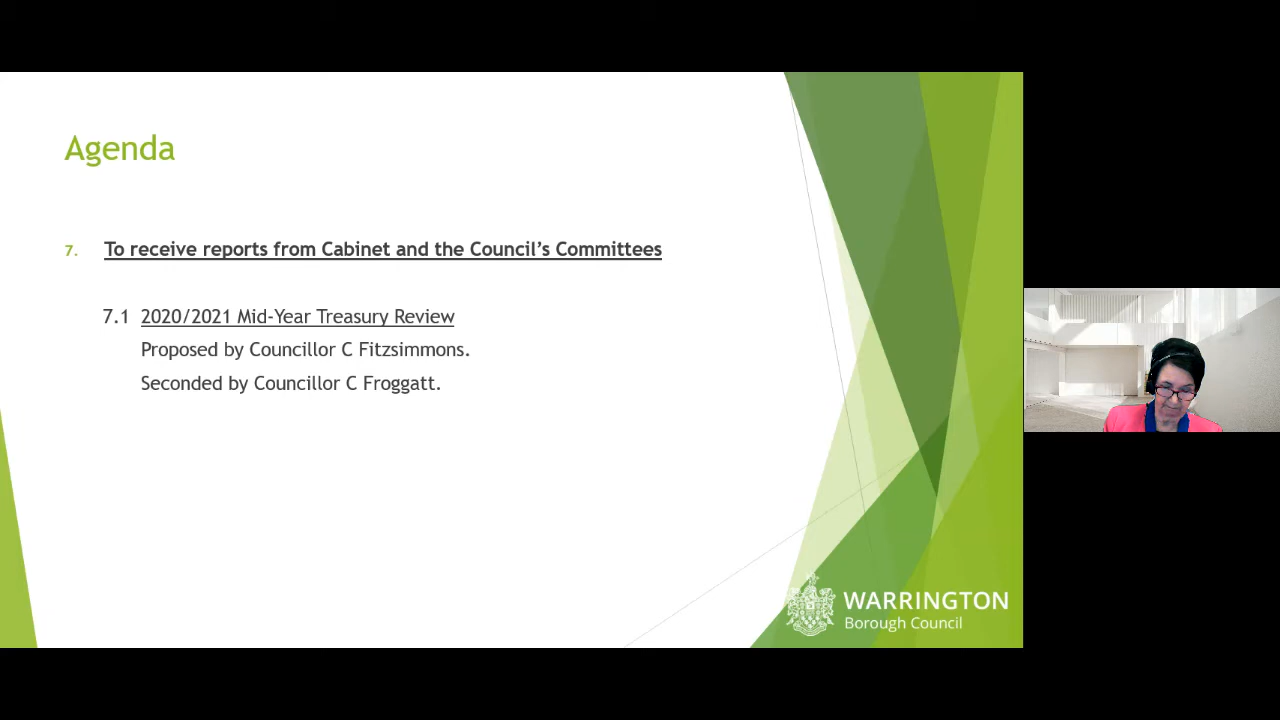 Agenda
7. To receive reports from Cabinet and the Council's Committees
7.1 2020/2021 Mid-Year Treasury Review
Proposed by Councillor C Fitzsimmons.
Seconded by Councillor C Froggatt.
WARRINGTON
Borough Council